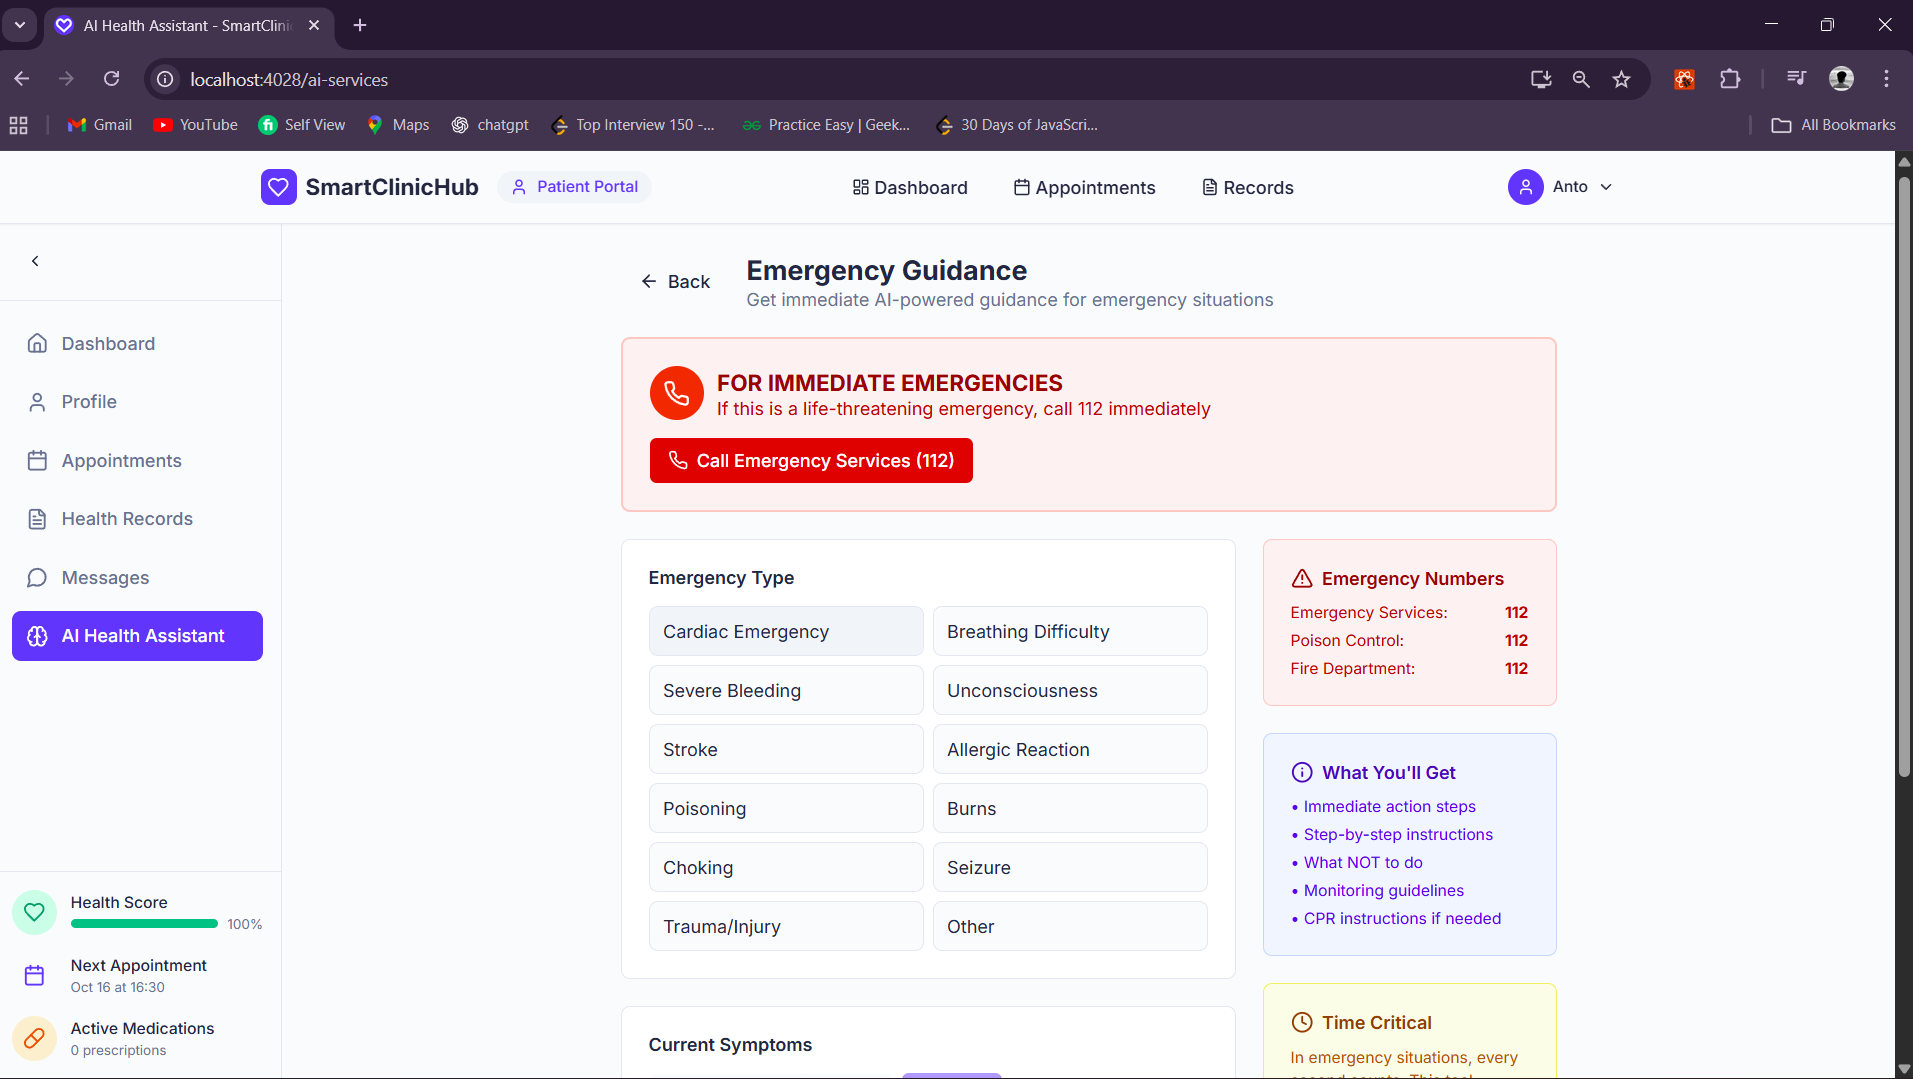 AI Health Assistant - SmartClini
localhost:4028/ai-services
Gmail
YouTube
Self View
Maps
chatgpt
Top Interview 150 -...
Practice Easy | Geek...
30 Days of JavaScri...
All Bookmarks
SmartClinicHub
Patient Portal
Dashboard
Appointments
Records
Anto
Dashboard
Profile
Appointments
Health Records
Messages
AI Health Assistant
Health Score
100%
Next Appointment
Oct 16 at 16:30
Active Medications
0 prescriptions
Back
Emergency Guidance
Get immediate AI-powered guidance for emergency situations
FOR IMMEDIATE EMERGENCIES
If this is a life-threatening emergency, call 112 immediately
Call Emergency Services (112)
Emergency Type
Cardiac Emergency
Breathing Difficulty
Severe Bleeding
Unconsciousness
Stroke
Allergic Reaction
Poisoning
Burns
Choking
Seizure
Trauma/Injury
Other
Current Symptoms
Emergency Numbers
Emergency Services: 112
Poison Control: 112
Fire Department: 112
What You'll Get
• Immediate action steps
• Step-by-step instructions
• What NOT to do
• Monitoring guidelines
• CPR instructions if needed
Time Critical
In emergency situations, every